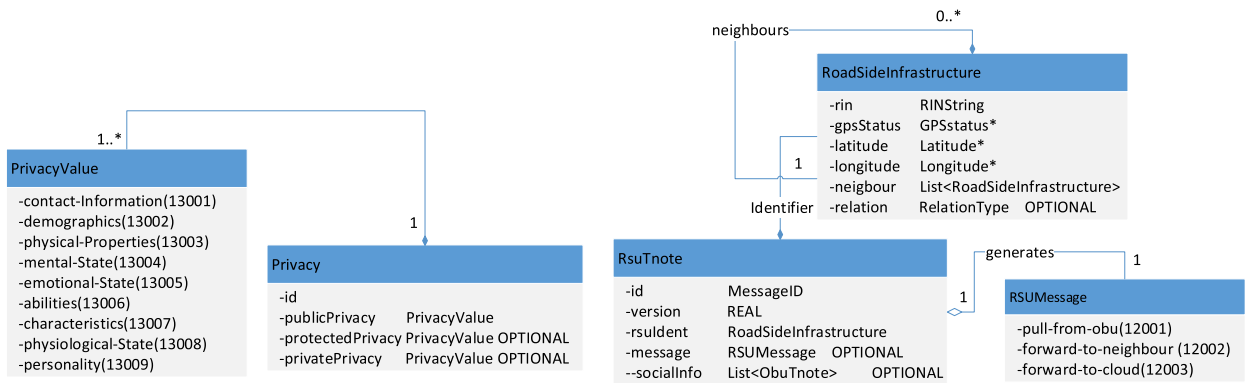 1..*
PrivacyValue
-contact-Information(13001)
-demographics(13002)
-physical-Properties(13003)
-mental-State(13004)
-emotional-State(13005)
-abilities(13006)
-characteristics(13007)
-physiological-State(13008)
-personality(13009)
1
Privacy
-id
-publicPrivacy PrivacyValue
-protectedPrivacy PrivacyValue OPTIONAL
-privatePrivacy PrivacyValue OPTIONAL
0..*
neighbours
RoadSideInfrastructure
-rin RINString
-gpsStatus GPSstatus*
-latitude Latitude*
-longitude Longitude*
-neigbour List<RoadSideInfrastructure>
-relation RelationType OPTIONAL
1
Identifier
RsuTnote
-id MessageID
-version REAL
-rsuIdent RoadSideInfrastructure
-message RSUMessage OPTIONAL
--socialInfo List<ObuTnote> OPTIONAL
generates
1
1
RSUMessage
-pull-from-obu(12001)
-forward-to-neighbour (12002)
-forward-to-cloud(12003)